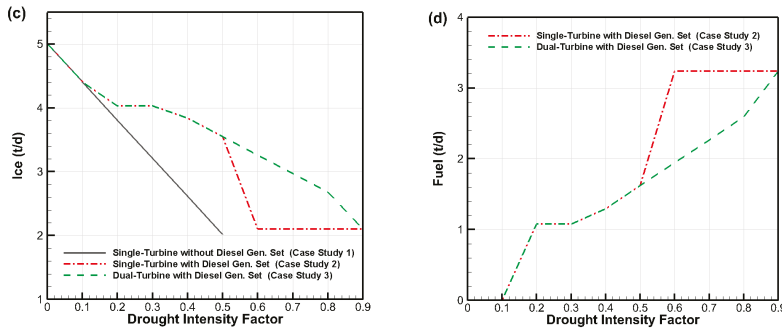 (c)
5
4
3
2
1
Ice (t/d)
Single-Turbine without Diesel Gen. Set (Case Study 1)
Single-Turbine with Diesel Gen. Set (Case Study 2)
Dual-Turbine with Diesel Gen. Set (Case Study 3)
0 0.1 0.2 0.3 0.4 0.5 0.6 0.7 0.8 0.9
Drought Intensity Factor
(d)
4
3
2
1
0
Fuel (t/d)
Single-Turbine with Diesel Gen. Set (Case Study 2)
Dual-Turbine with Diesel Gen. Set (Case Study 3)
0 0.1 0.2 0.3 0.4 0.5 0.6 0.7 0.8 0.9
Drought Intensity Factor